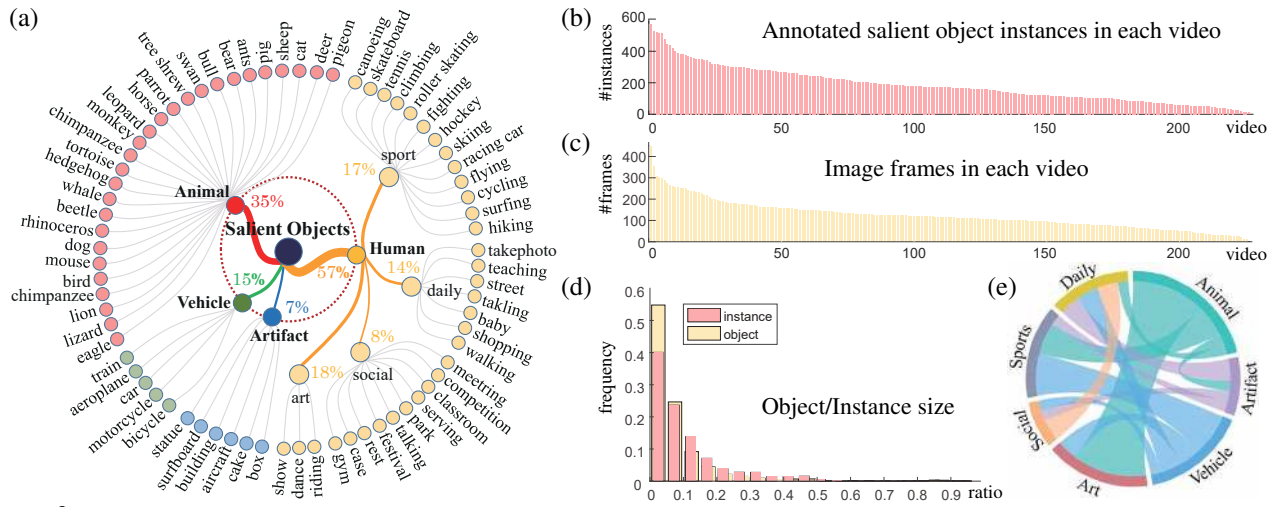 (a)
canoeing
skateboard
tennis
climbing
roller skating
fighting
hockey
skiing
racing car
flying
cycling
surfing
hiking
takephoto
teaching
street
takling
baby
shopping
walking
meetring
competition
classroom
serving
park
talking
festival
rest
case
gym
riding
dance
show
box
cake
aircraft
building
surfboard
statue
bicycle
motorcycle
car
aeroplane
train
eagle
lizard
lion
chimpanzee
bird
mouse
dog
rhinoceros
beetle
whale
hedgehog
tortoise
chimpanzee
monkey
leopard
horse
parrot
tree shrew
swan
bull
bear
ants
pig
sheep
cat
deer
pigeon
sport
17%
Animal
35%
Salient Objects
Human
57%
15%
14%
daily
Vehicle
7%
Artifact
8%
18%
social
art
(b)
Annotated salient object instances in each video
#instances
600
400
200
0
0
50
100
150
200
video
(c)
Image frames in each video
#frames
400
300
200
100
0
0
50
100
150
200
video
(d)
0.6
0.5
0.4
0.3
0.2
0.1
0
frequency
instance
object
Object/Instance size
0
0.1
0.2
0.3
0.4
0.5
0.6
0.7
0.8
0.9
ratio
(e)
Daily
Animal
Sports
Artifact
Social
Vehicle
Art